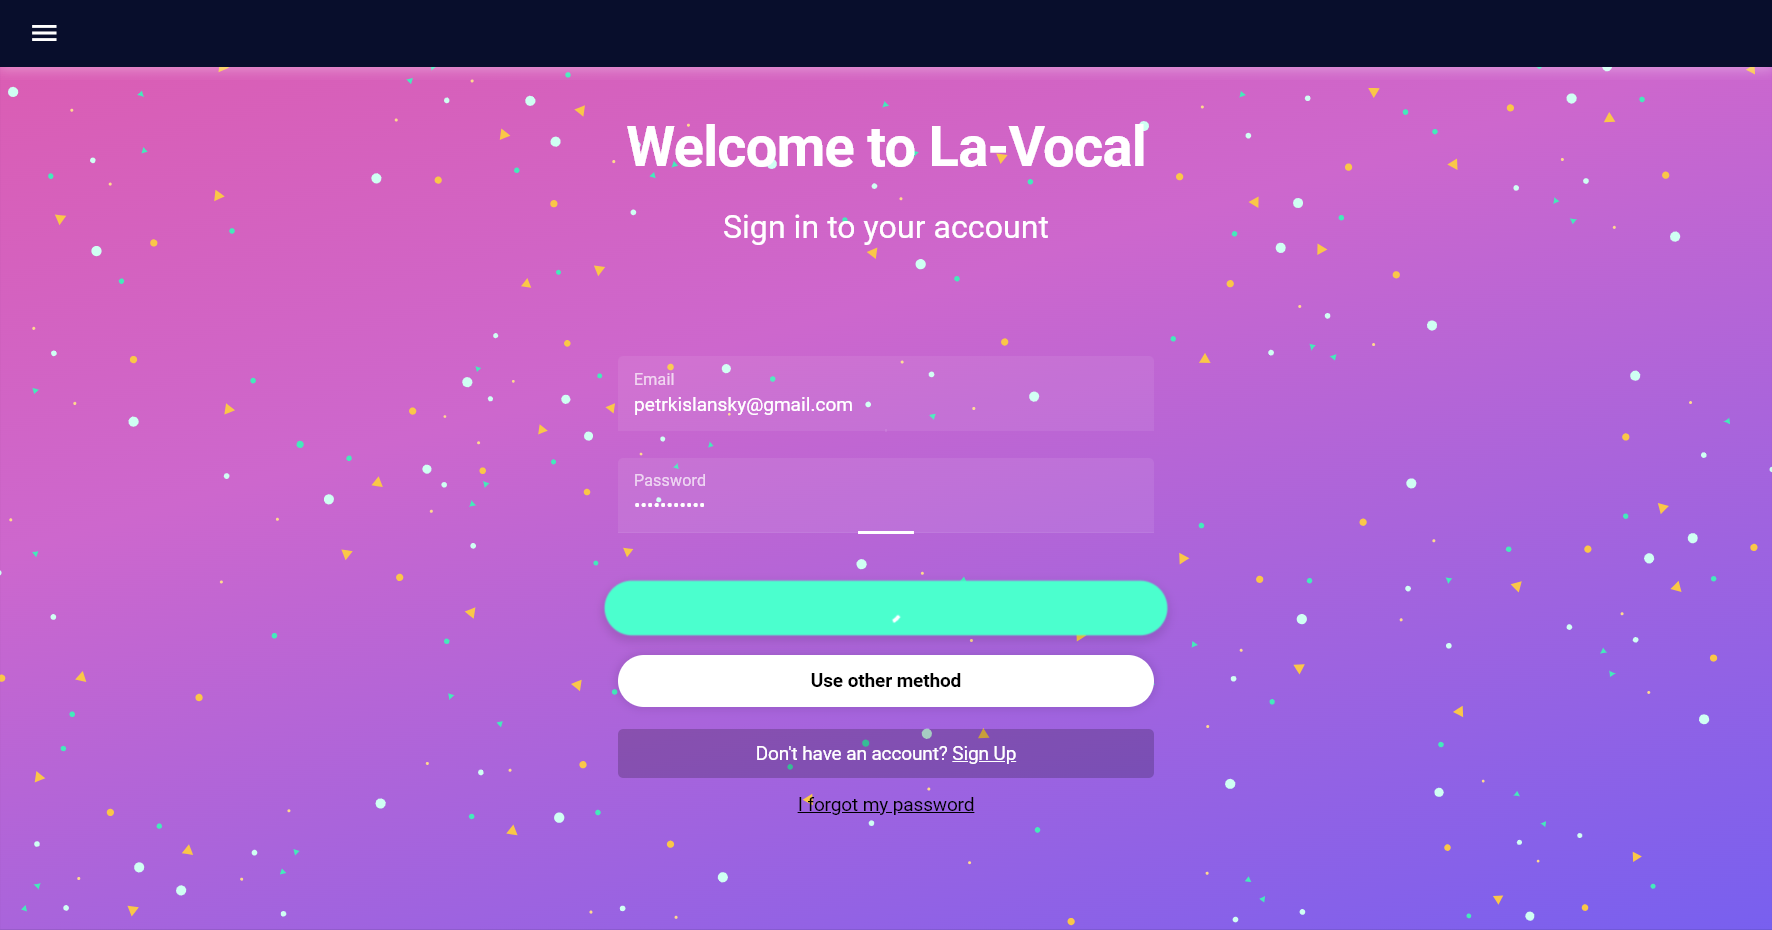 Welcome to La-Vocal
Sign in to your account
Email
petrkislansky@gmail.com
Password
•••••••••••
Use other method
Don't have an account? Sign Up
I forgot my password